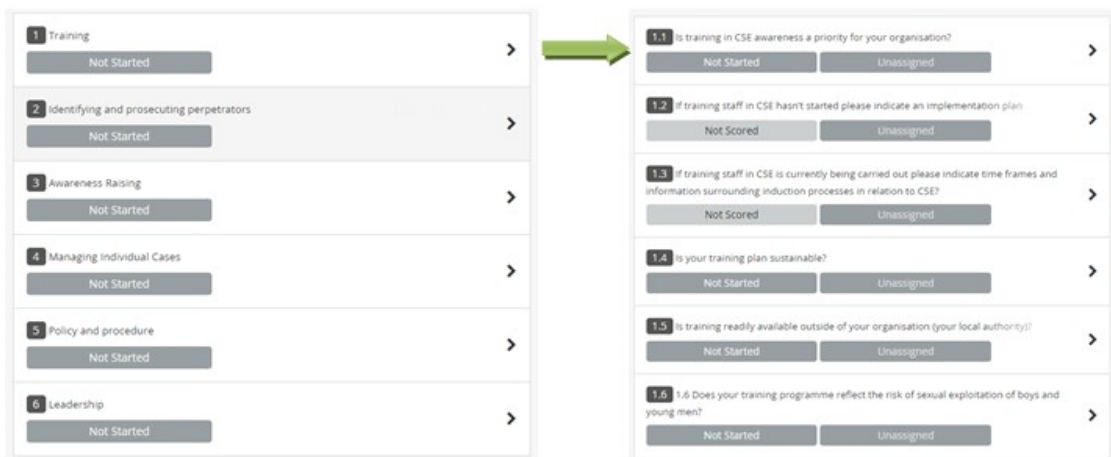 1 Training
Not Started
2 Identifying and prosecuting perpetrators
Not Started
3 Awareness Raising
Not Started
4 Managing Individual Cases
Not Started
5 Policy and procedure
Not Started
6 Leadership
Not Started
1.1 Is training in CSE awareness a priority for your organisation?
Not Started Unassigned
1.2 If training staff in CSE hasn't started please indicate an implementation plan
Not Scored Unassigned
1.3 If training staff in CSE is currently being carried out please indicate time frames and
information surrounding induction processes in relation to CSE?
Not Scored Unassigned
1.4 Is your training plan sustainable?
Not Started Unassigned
1.5 Is training readily available outside of your organisation (your local authority)?
Not Started Unassigned
1.6 1.6 Does your training programme reflect the risk of sexual exploitation of boys and
young men?
Not Started Unassigned